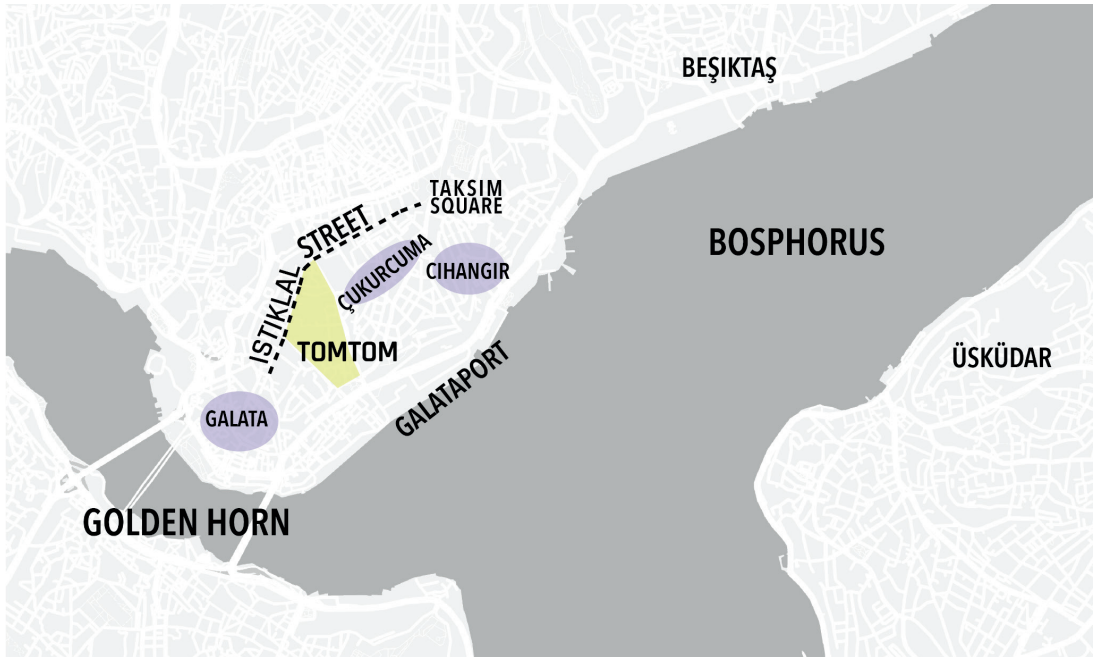 BEŞIKTAŞ
TAKSIM
SQUARE
ISTIKLAL STREET
ÇUKURCUMA
CIHANGIR
BOSPHORUS
TOMTOM
GALATAPORT
ÜSKÜDAR
GALATA
GOLDEN HORN